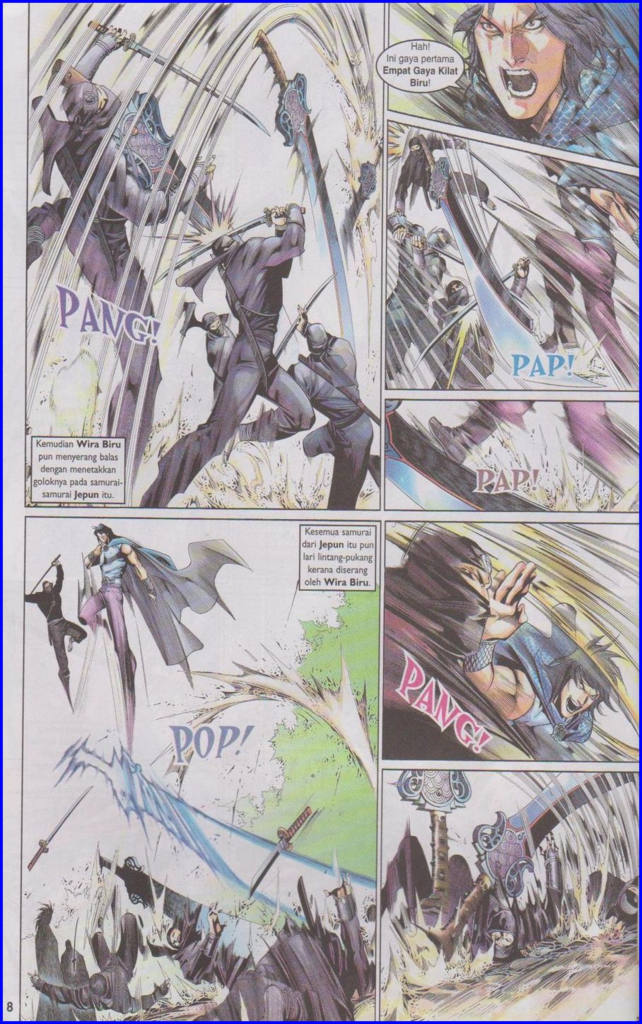 PANG!
Kemudian Wira Biru
pun menyerang balas
dengan menetakkan
goloknya pada samurai-
samurai Jepun itu.
Hah!
Ini gaya pertama
Empat Gaya Kilat
Biru!
PAP!
PAP!
Kesemua samurai
dari Jepun itu pun
lari lintang-pukang
kerana diserang
oleh Wira Biru.
POP!
PANG!
8